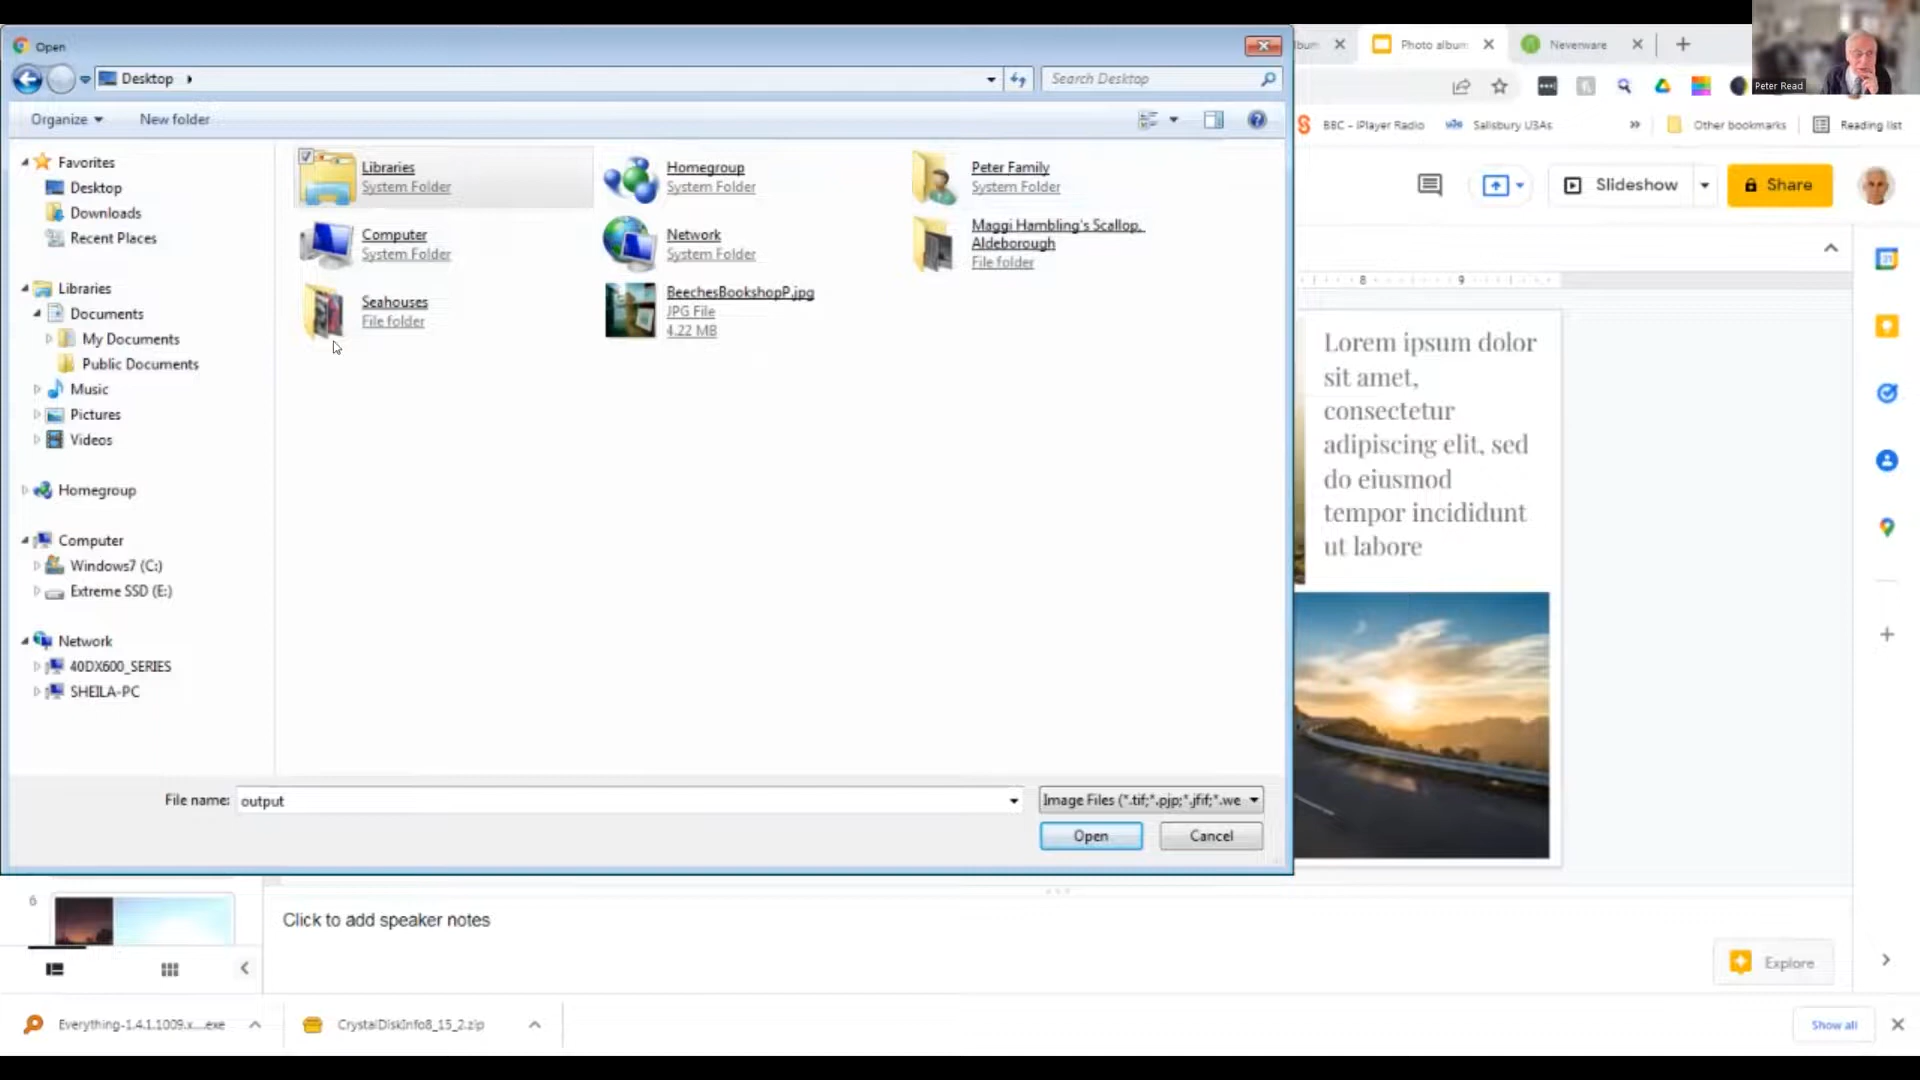 Open
Desktop
Search Desktop
Organize
New folder
Favorites
Desktop
Downloads
Recent Places
Libraries
Documents
My Documents
Public Documents
Music
Pictures
Videos
Homegroup
Computer
Windows7 (C:)
Extreme SSD (E:)
Network
40DX600_SERIES
SHEILA-PC
Libraries
System Folder
Homegroup
System Folder
Peter Family
System Folder
Computer
System Folder
Network
System Folder
Maggi Hambling's Scallop,
Aldeborough
File folder
Seahouses
File folder
BeechesBookshopP.jpg
JPG File
4.22 MB
File name: output
Image Files (*.tif;*.pjp;*.jfif;*.we
Open
Cancel
lbum
Photo album
Neverware
Peter Read
BBC - iPlayer Radio
Salisbury U3As
»
Other bookmarks
Reading list
Slideshow
Share
8
9
31
Lorem ipsum dolor
sit amet,
consectetur
adipiscing elit, sed
do eiusmod
tempor incididunt
ut labore
6
Click to add speaker notes
Explore
Everything-1.4.1.1009.x....exe
CrystalDiskInfo8_15_2.zip
Show all